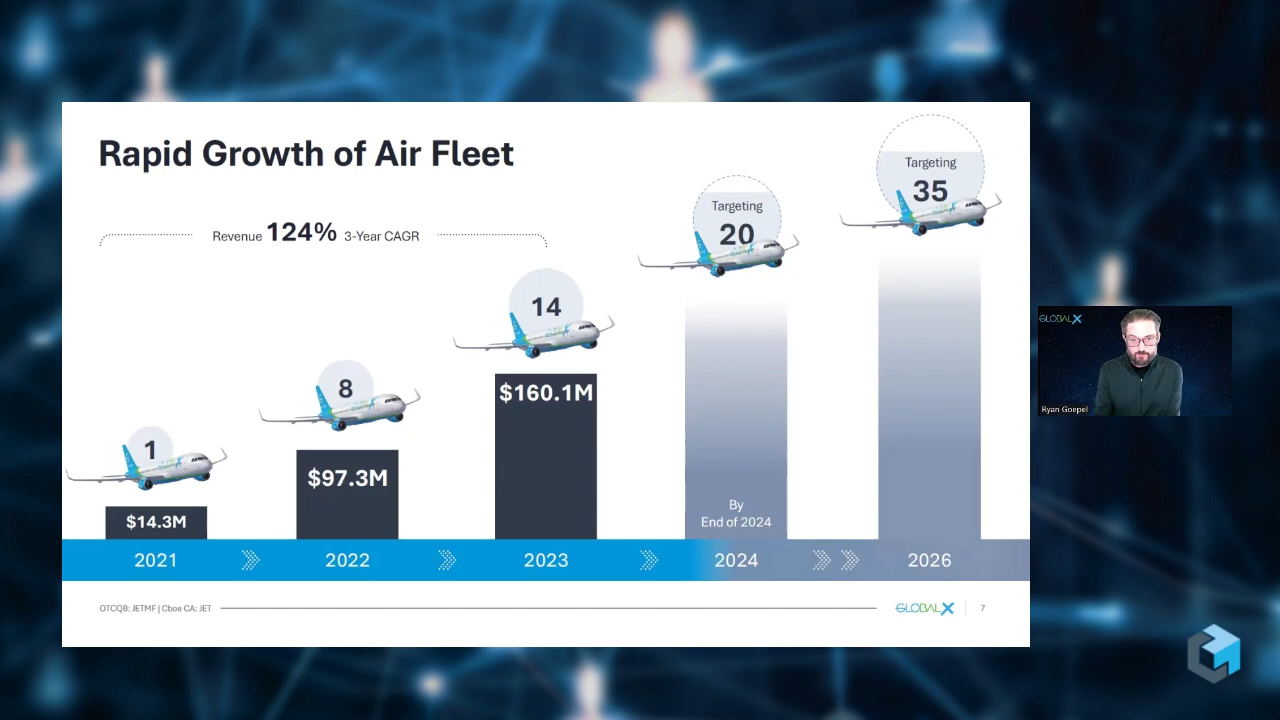 Rapid Growth of Air Fleet
Revenue 124% 3-Year CAGR
1
8
14
Targeting
20
Targeting
35
$14.3M
$97.3M
$160.1M
By
End of 2024
2021
2022
2023
2024
2026
OTCQB: JETMF | Cboe CA: JET
GLOBALX
7
GLOBALX
Ryan Goepel